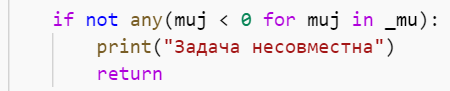 if not any(muj < 0 for muj in _mu):
print("Задача несовместна")
return